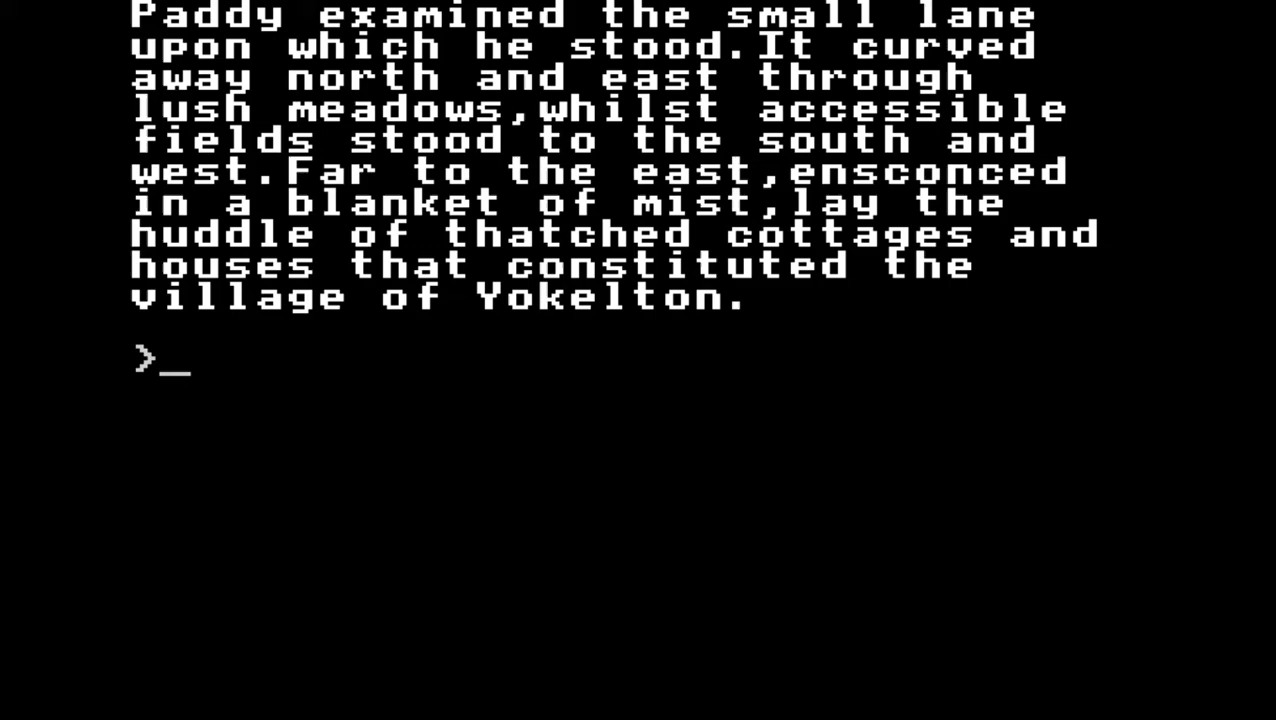 Paddy examined the small lane
upon which he stood.It curved
away north and east through
lush meadows,whilst accessible
fields stood to the south and
west.Far to the east,ensconced
in a blanket of mist,lay the
huddle of thatched cottages and
houses that constituted the
village of Yokelton.
>_